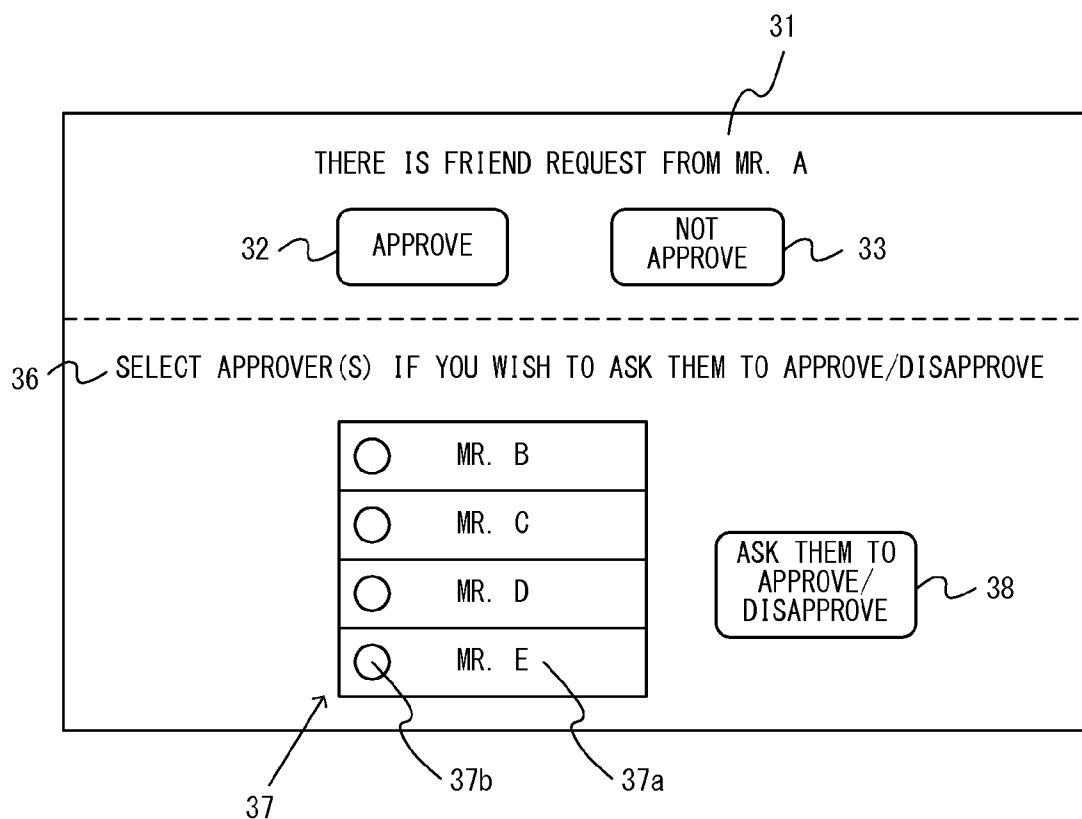 31
THERE IS FRIEND REQUEST FROM MR. A
32
APPROVE
NOT
APPROVE
33
36
SELECT APPROVER(S) IF YOU WISH TO ASK THEM TO APPROVE/DISAPPROVE
MR. B
MR. C
MR. D
MR. E
ASK THEM TO
APPROVE/
DISAPPROVE
38
37
37b
37a